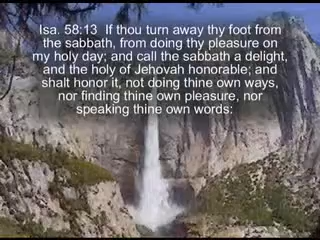 Isa. 58:13 If thou turn away thy foot from
the sabbath, from doing thy pleasure on
my holy day; and call the sabbath a delight,
and the holy of Jehovah honorable; and
shalt honor it, not doing thine own ways,
nor finding thine own pleasure, nor
speaking thine own words: